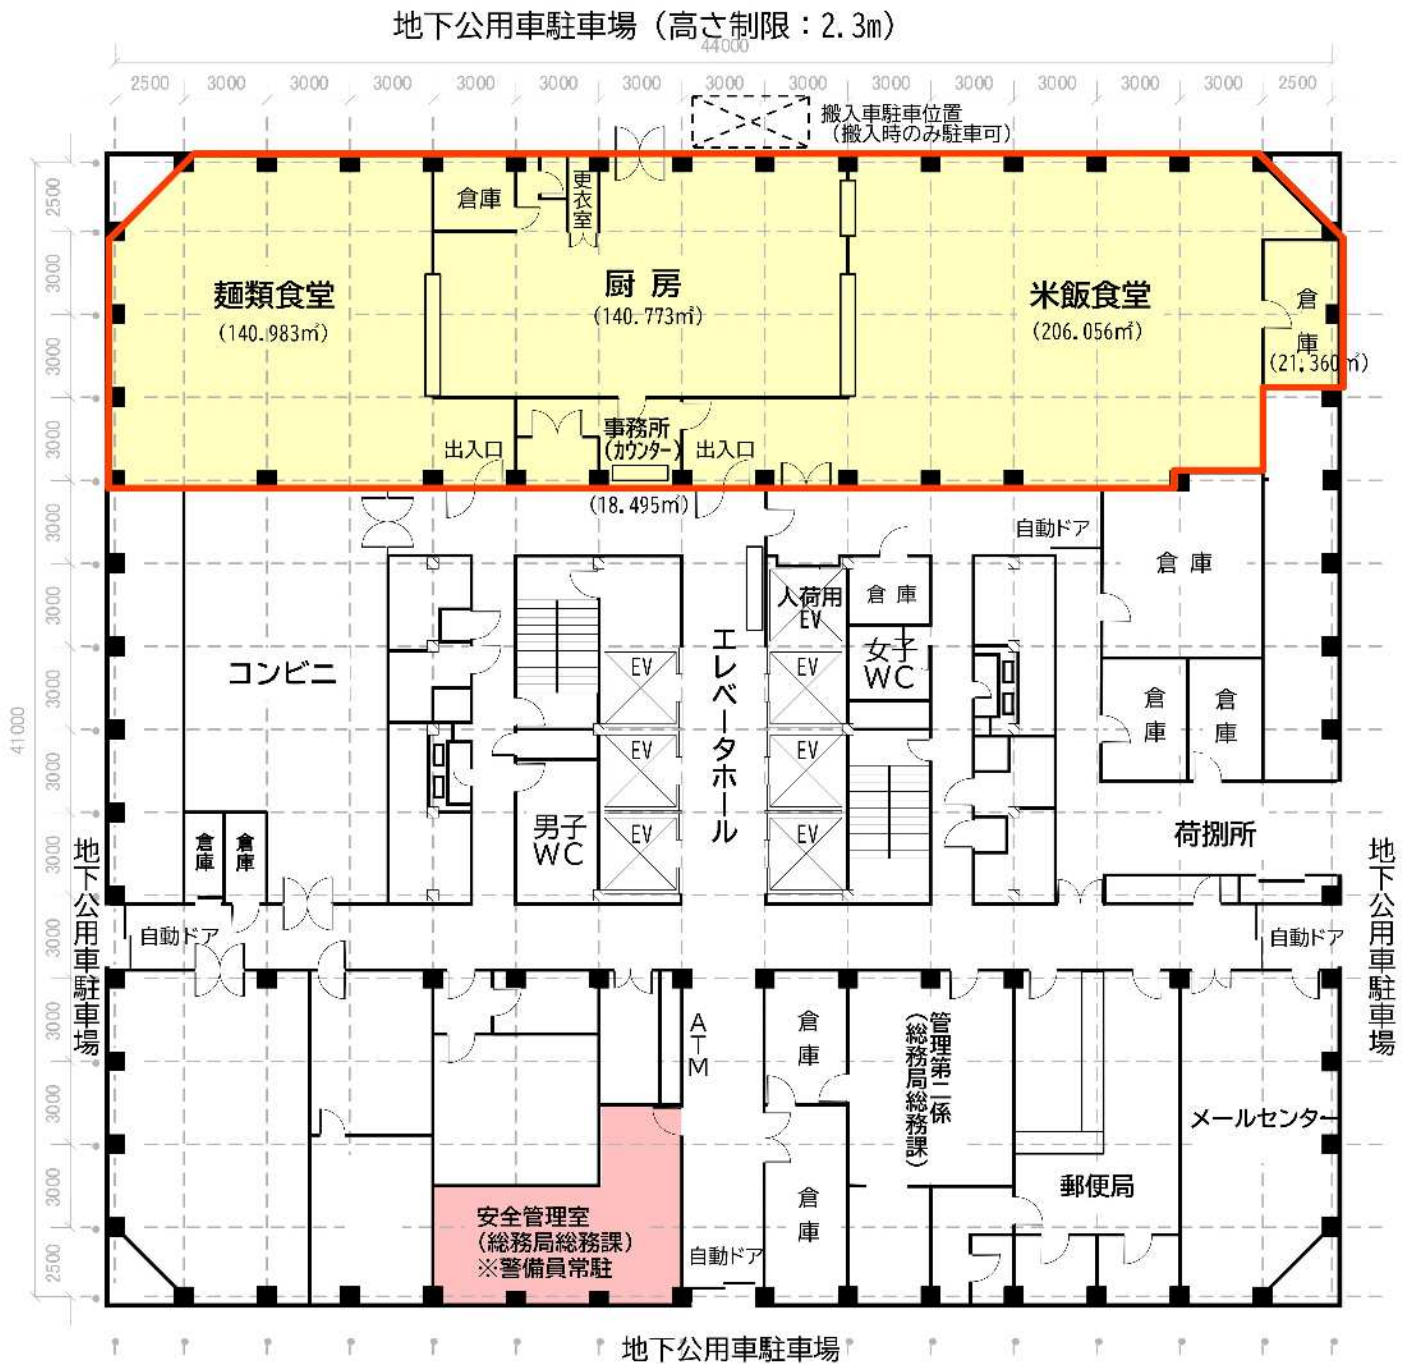 地下公用車駐車場（高さ制限：2.3m）
44000
2500 3000 3000 3000 3000 3000 3000 3000 3000 3000 3000 3000 3000 3000 2500
搬入車駐車位置
（搬入時のみ駐車可）
41000
2500
3000
3000
3000
3000
3000
3000
3000
3000
3000
3000
3000
3000
2500
倉庫
更衣室
麺類食堂
(140.983㎡)
厨房
(140.773㎡)
米飯食堂
(206.056㎡)
倉庫
(21.360㎡)
出入口
事務所
(カウンター)
出入口
(18.495㎡)
自動ドア
倉庫
人荷用
EV
倉庫
コンビニ
エレベータホール
EV
EV
EV
EV
EV
EV
女子
WC
倉庫
倉庫
男子
WC
倉庫
倉庫
荷捌所
地下公用車駐車場
地下公用車駐車場
自動ドア
自動ドア
ATM
倉庫
管理第二係
（総務局総務課）
メールセンター
郵便局
倉庫
安全管理室
（総務局総務課）
※警備員常駐
自動ドア
地下公用車駐車場